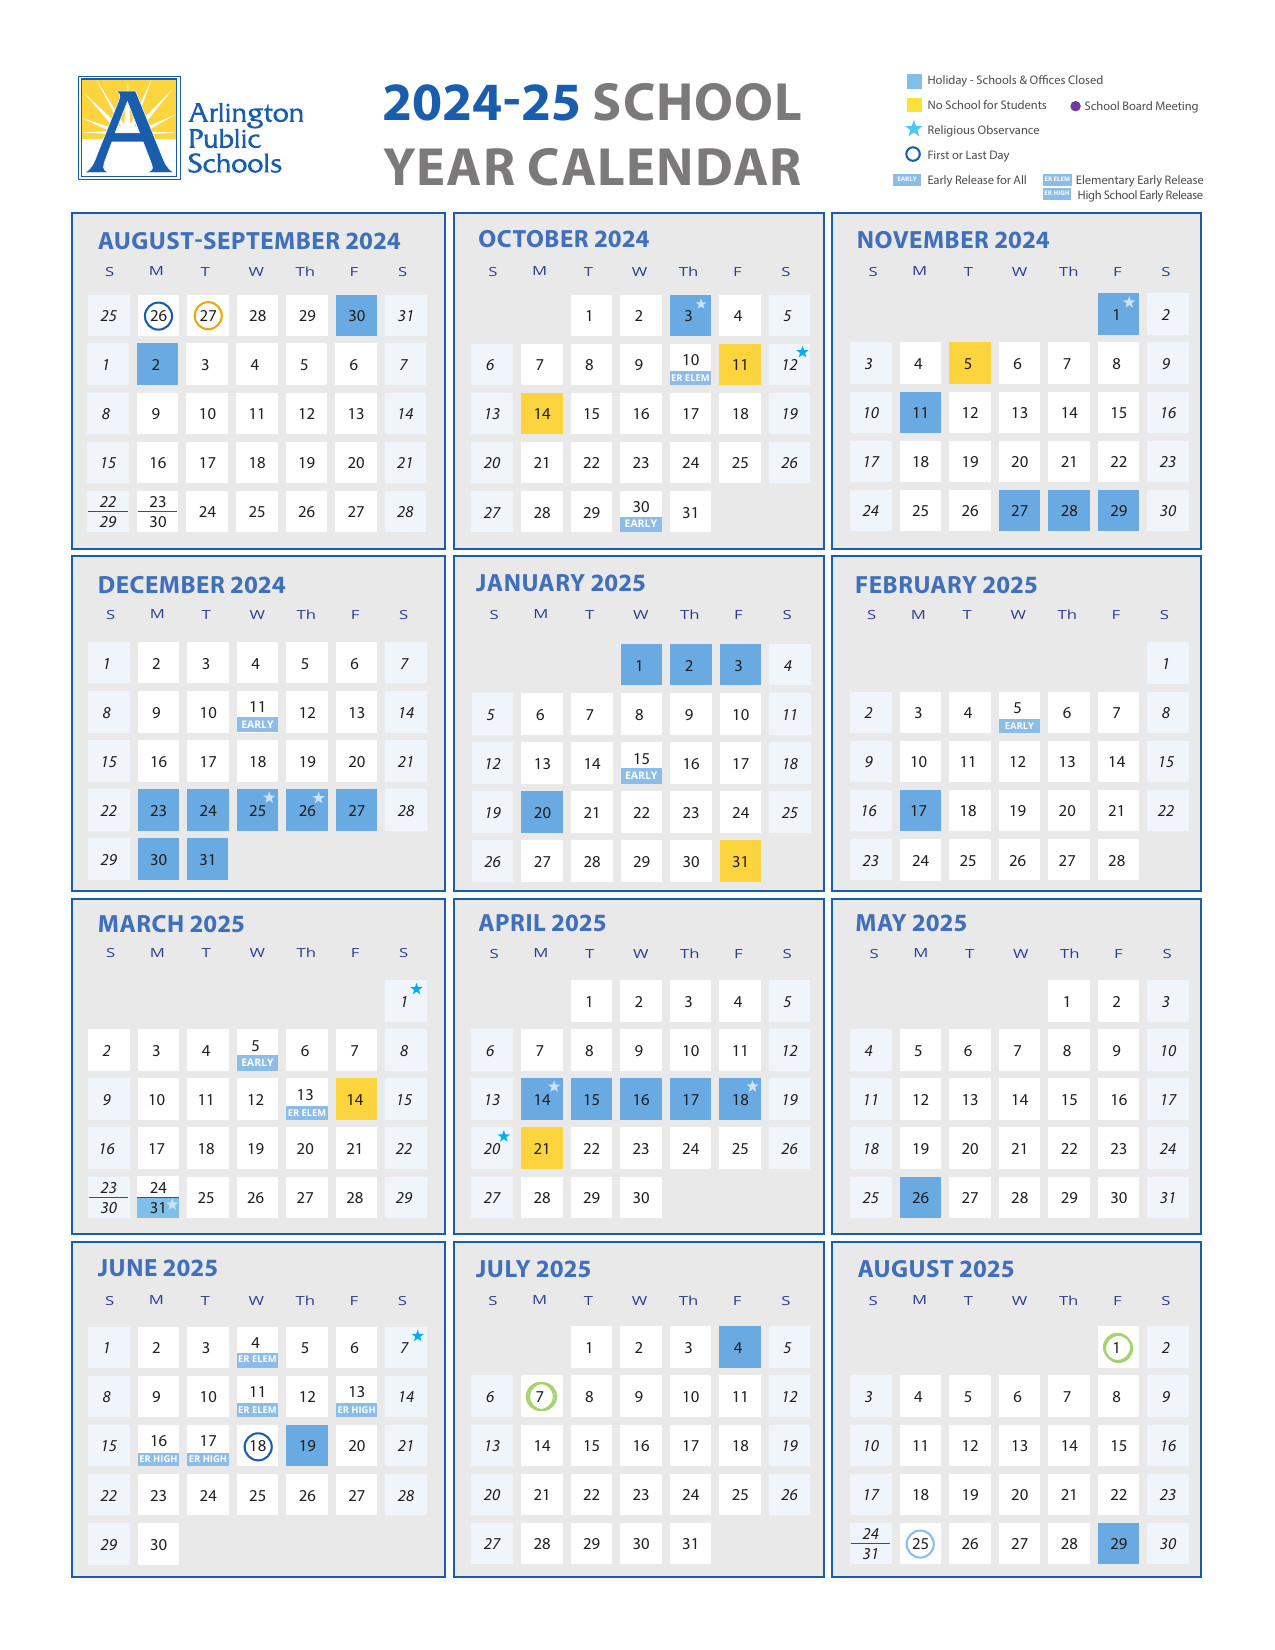 Arlington
Public
Schools
2024-25 SCHOOL
YEAR CALENDAR
Holiday - Schools & Offices Closed
No School for Students
School Board Meeting
Religious Observance
First or Last Day
EARLY Early Release for All
ER ELEM Elementary Early Release
ER HIGH High School Early Release
AUGUST-SEPTEMBER 2024
S M T W Th F S
25 26 27 28 29 30 31
1 2 3 4 5 6 7
8 9 10 11 12 13 14
15 16 17 18 19 20 21
22 23
29 30 24 25 26 27 28
OCTOBER 2024
S M T W Th F S
1 2 3 4 5
6 7 8 9 10 11 12
ER ELEM
13 14 15 16 17 18 19
20 21 22 23 24 25 26
27 28 29 30 31
EARLY
NOVEMBER 2024
S M T W Th F S
1 2
3 4 5 6 7 8 9
10 11 12 13 14 15 16
17 18 19 20 21 22 23
24 25 26 27 28 29 30
DECEMBER 2024
S M T W Th F S
1 2 3 4 5 6 7
8 9 10 11 12 13 14
EARLY
15 16 17 18 19 20 21
22 23 24 25 26 27 28
29 30 31
JANUARY 2025
S M T W Th F S
1 2 3 4
5 6 7 8 9 10 11
12 13 14 15 16 17 18
EARLY
19 20 21 22 23 24 25
26 27 28 29 30 31
FEBRUARY 2025
S M T W Th F S
1
2 3 4 5 6 7 8
EARLY
9 10 11 12 13 14 15
16 17 18 19 20 21 22
23 24 25 26 27 28
MARCH 2025
S M T W Th F S
1
2 3 4 5 6 7 8
EARLY
9 10 11 12 13 14 15
ER ELEM
16 17 18 19 20 21 22
23 24
30 31 25 26 27 28 29
APRIL 2025
S M T W Th F S
1 2 3 4 5
6 7 8 9 10 11 12
13 14 15 16 17 18 19
20 21 22 23 24 25 26
27 28 29 30
MAY 2025
S M T W Th F S
1 2 3
4 5 6 7 8 9 10
11 12 13 14 15 16 17
18 19 20 21 22 23 24
25 26 27 28 29 30 31
JUNE 2025
S M T W Th F S
1 2 3 4 5 6 7
ER ELEM
8 9 10 11 12 13 14
ER ELEM ER HIGH
15 16 17 18 19 20 21
ER HIGH ER HIGH
22 23 24 25 26 27 28
29 30
JULY 2025
S M T W Th F S
1 2 3 4 5
6 7 8 9 10 11 12
13 14 15 16 17 18 19
20 21 22 23 24 25 26
27 28 29 30 31
AUGUST 2025
S M T W Th F S
1 2
3 4 5 6 7 8 9
10 11 12 13 14 15 16
17 18 19 20 21 22 23
24
31 25 26 27 28 29 30